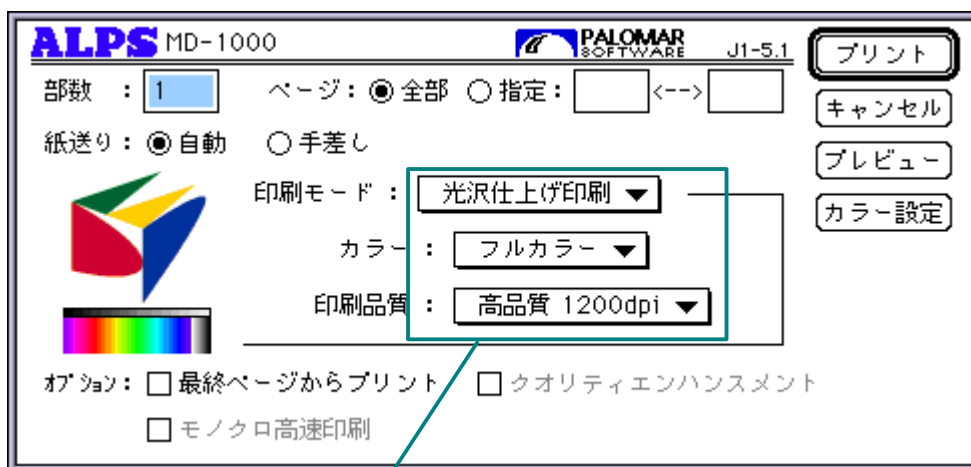 ALPS MD-1000 PALOMAR SOFTWARE J1-5.1
プリント
部数 : 1 ページ: 全部 指定: <-->
キャンセル
紙送り: 自動 手差し
プレビュー
印刷モード : 光沢仕上げ印刷
カラー設定
カラー : フルカラー
印刷品質 : 高品質 1200dpi
オプション: 最終ページからプリント クオリティエンハンスメント
モノクロ高速印刷